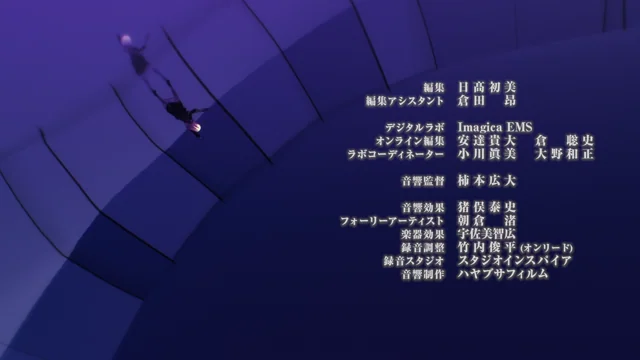 編集 日髙初美
編集アシスタント 倉田 昂
デジタルラボ Imagica EMS
オンライン編集 安達貴大 倉 聡史
ラボコーディネーター 小川眞美 大野和正
音響監督 柿本広大
音響効果 猪俣泰史
フォーリーアーティスト 朝倉 渚
楽器効果 宇佐美智広
録音調整 竹内俊平(オンリード)
録音スタジオ スタジオインスパイア
音響制作 ハヤブサフィルム